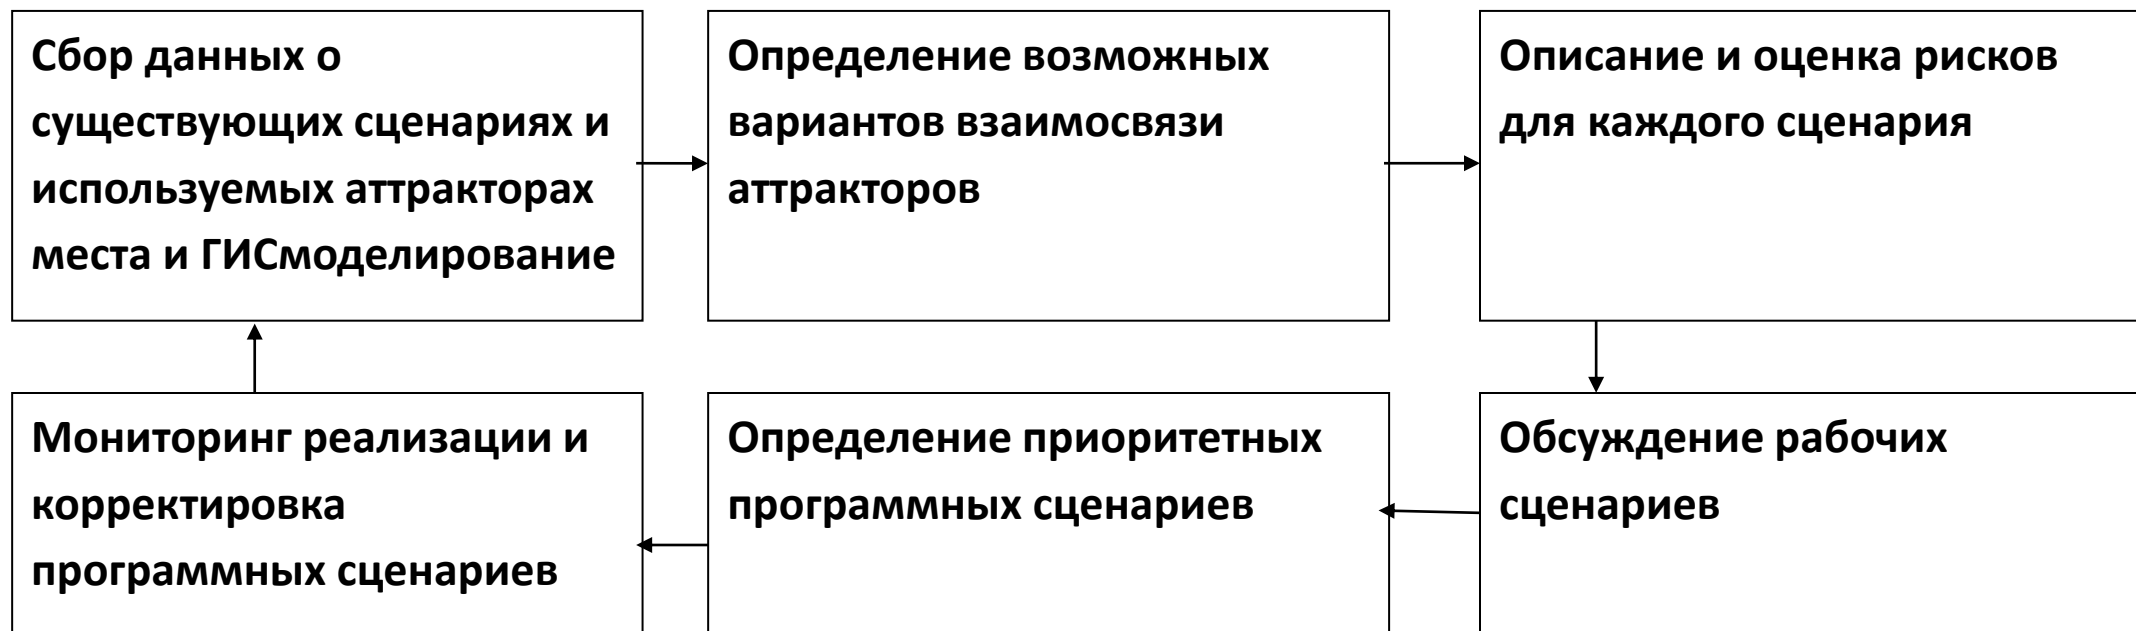 Сбор данных о
существующих сценариях и
используемых аттракторах
места и ГИСмоделирование
Определение возможных
вариантов взаимосвязи
аттракторов
Описание и оценка рисков
для каждого сценария
Мониторинг реализации и
корректировка
программных сценариев
Определение приоритетных
программных сценариев
Обсуждение рабочих
сценариев